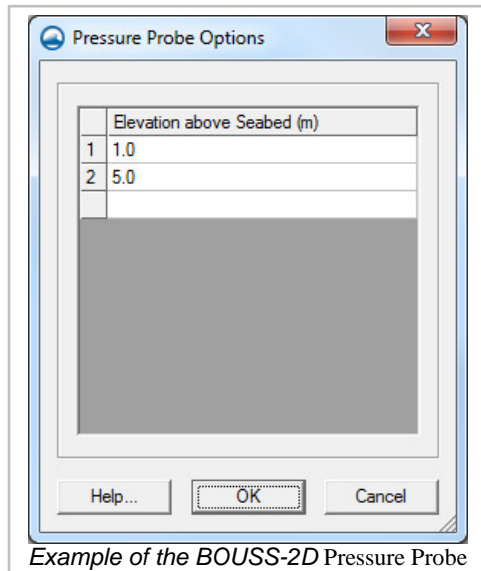 Pressure Probe Options
Elevation above Seabed (m)
1 1.0
2 5.0
Help... OK Cancel
Example of the BOUSS-2D Pressure Probe